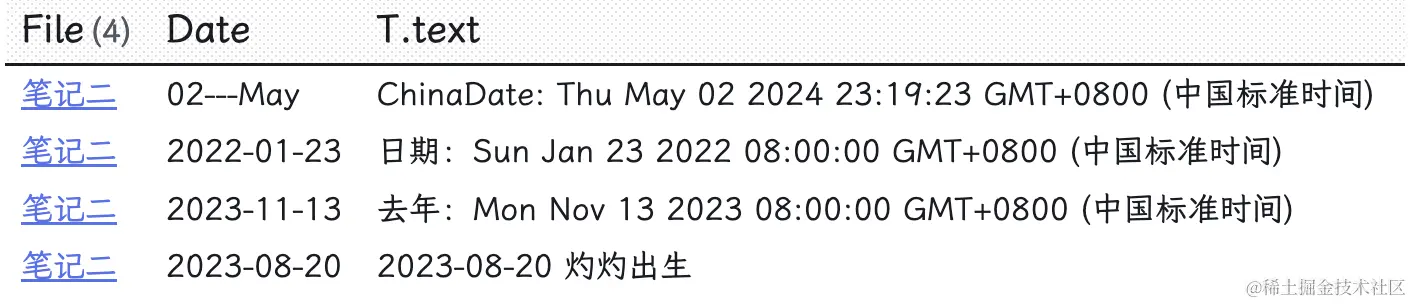 File (4) Date T.text
笔记二 02---May ChinaDate: Thu May 02 2024 23:19:23 GMT+0800 (中国标准时间)
笔记二 2022-01-23 日期：Sun Jan 23 2022 08:00:00 GMT+0800 (中国标准时间)
笔记二 2023-11-13 去年：Mon Nov 13 2023 08:00:00 GMT+0800 (中国标准时间)
笔记二 2023-08-20 2023-08-20 灼灼出生
@稀土掘金技术社区